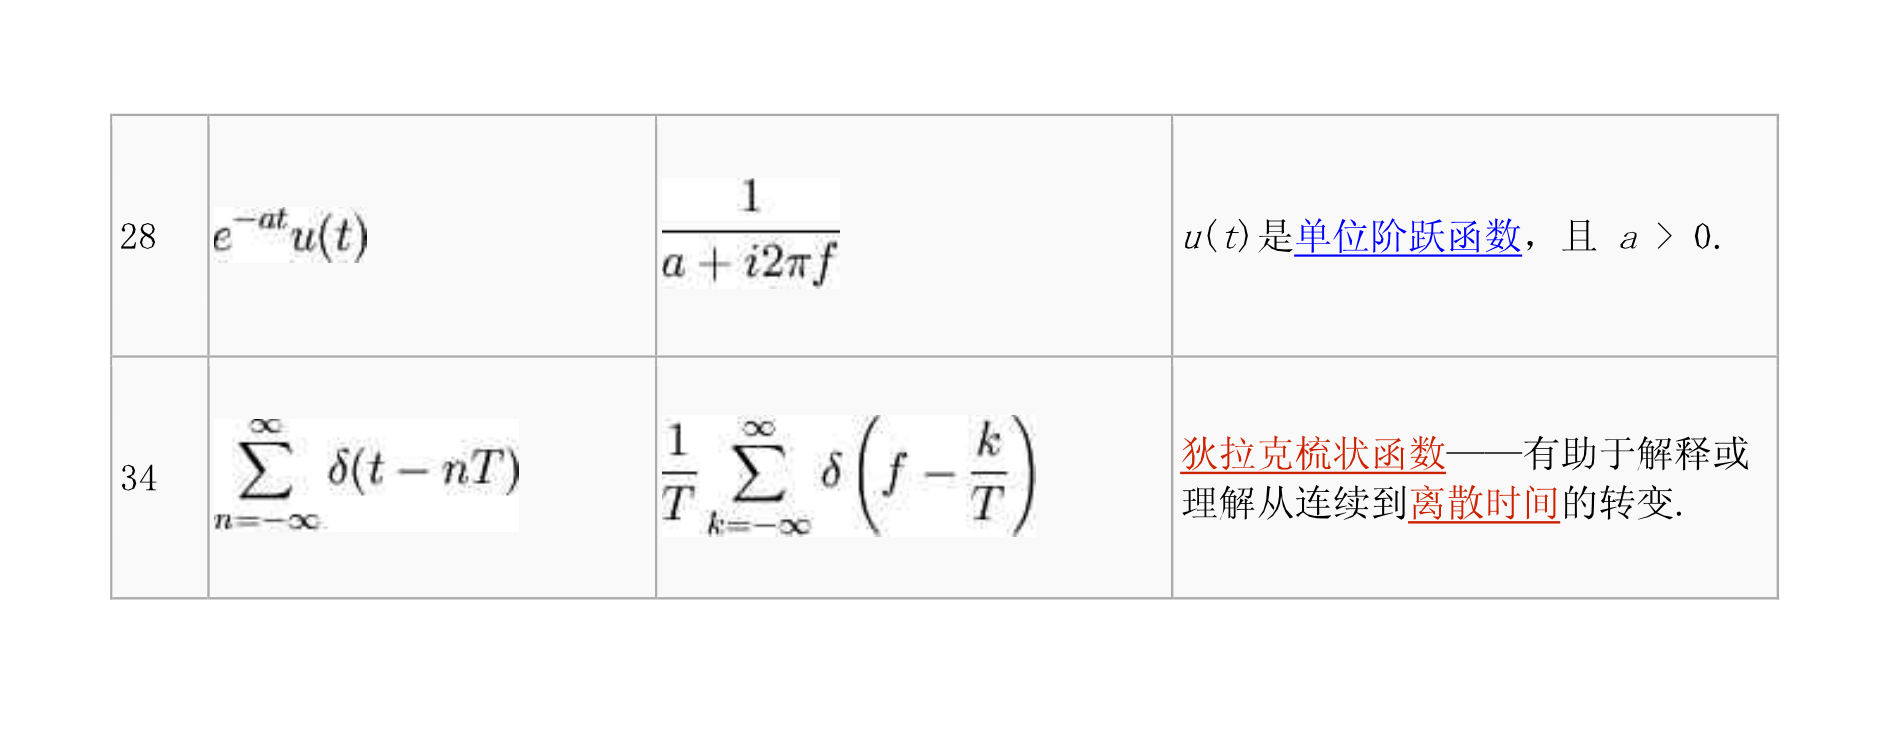 28 $e^{-at}u(t)$ $\frac{1}{a+i2\pi f}$ u(t)是单位阶跃函数，且 a > 0.
34 $\sum_{n=-\infty}^{\infty}\delta(t-nT)$ $\frac{1}{T}\sum_{k=-\infty}^{\infty}\delta\left(f-\frac{k}{T}\right)$ 狄拉克梳状函数——有助于解释或
理解从连续到离散时间的转变.